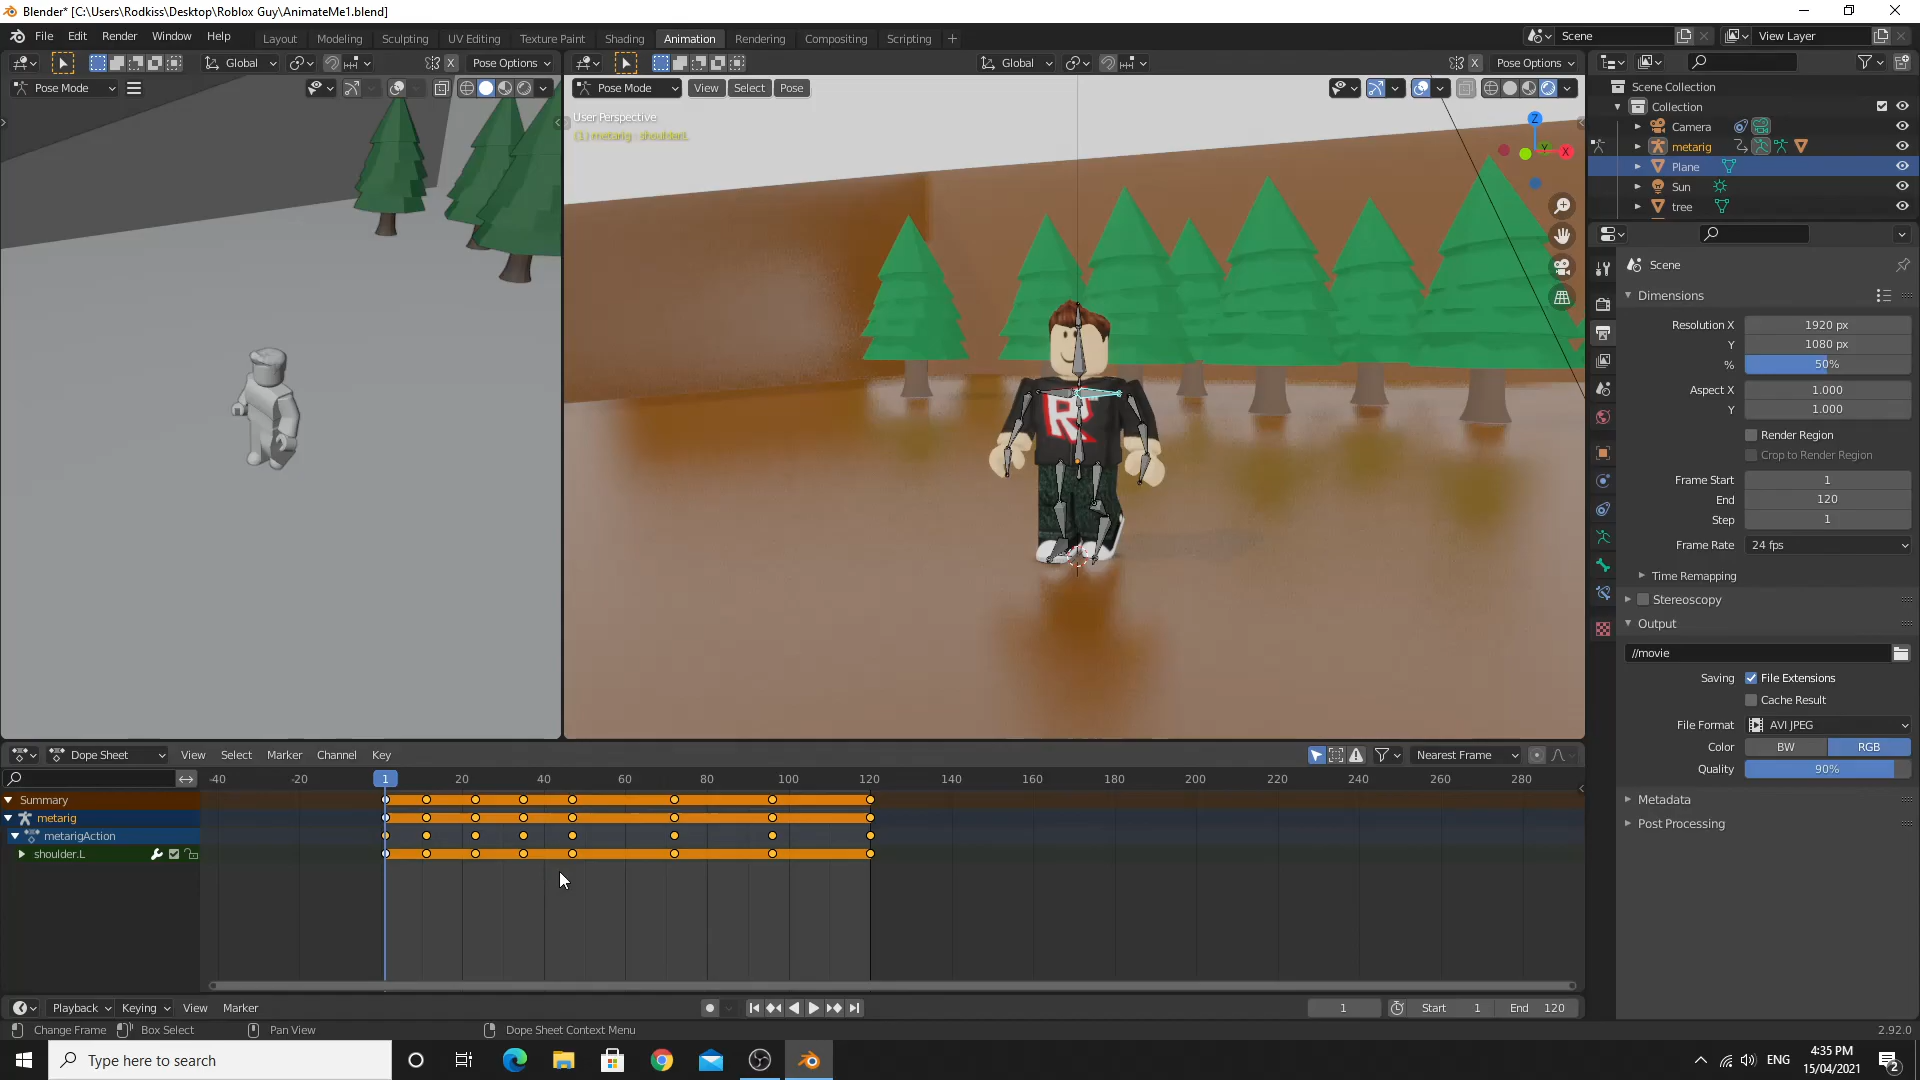 Blender* [C:\Users\Rodkiss\Desktop\Roblox Guy\AnimateMe1.blend]
File Edit Render Window Help Layout Modeling Sculpting UV Editing Texture Paint Shading Animation Rendering Compositing Scripting + Scene View Layer
Global Pose Options Global X Pose Options
Pose Mode Pose Mode View Select Pose
User Perspective
(1) metarig : shoulder.L
Z
Y
X
Scene Collection
Collection
Camera
metarig
Plane
Sun
tree
Scene
Dimensions
Resolution X 1920 px
Y 1080 px
% 50%
Aspect X 1.000
Y 1.000
Render Region
Crop to Render Region
Frame Start 1
End 120
Step 1
Frame Rate 24 fps
Time Remapping
Stereoscopy
Output
//movie
Saving File Extensions
Cache Result
File Format AVI JPEG
Color BW RGB
Quality 90%
Metadata
Post Processing
Dope Sheet View Select Marker Channel Key Nearest Frame
-40 -20 1 20 40 60 80 100 120 140 160 180 200 220 240 260 280
Summary
metarig
metarigAction
shoulder.L
Playback Keying View Marker 1 Start 1 End 120
Change Frame Box Select Pan View Dope Sheet Context Menu 2.92.0
Type here to search
ENG
4:35 PM
15/04/2021
2